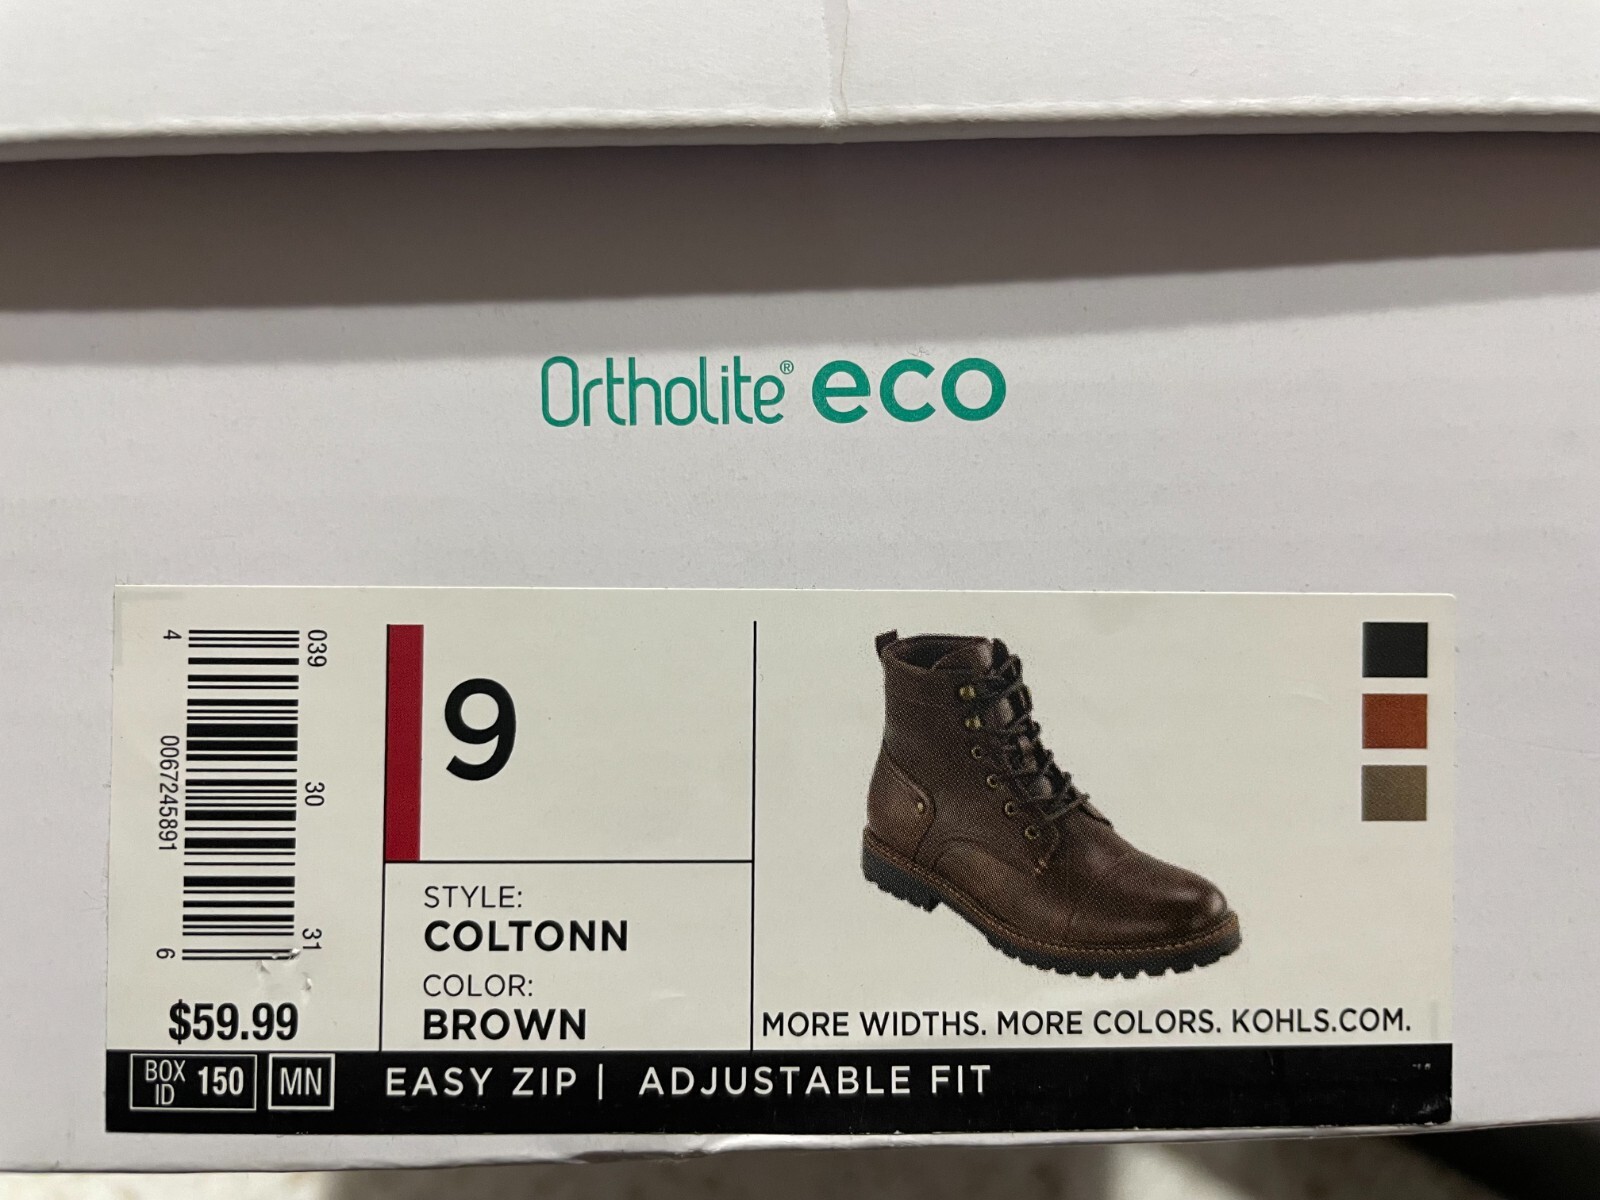 Ortholite® eco
039 30 31
4 0067245891 6
$59.99
9
STYLE:
COLTONN
COLOR:
BROWN
MORE WIDTHS. MORE COLORS. KOHLS.COM.
BOX ID 150 MN
EASY ZIP | ADJUSTABLE FIT